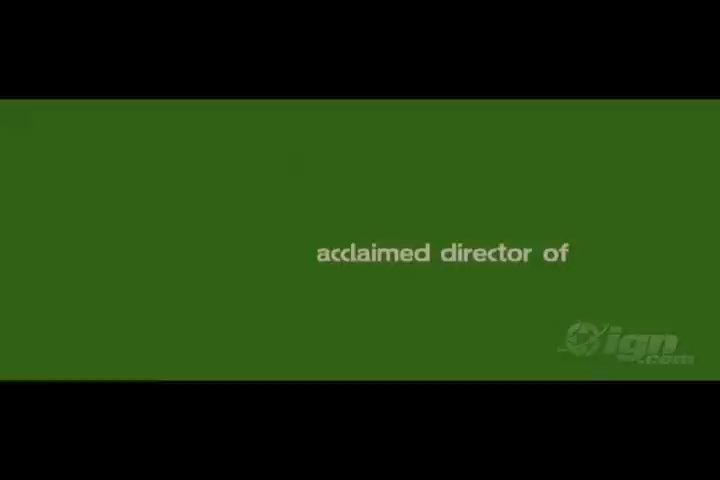 acclaimed director of
ign
.com